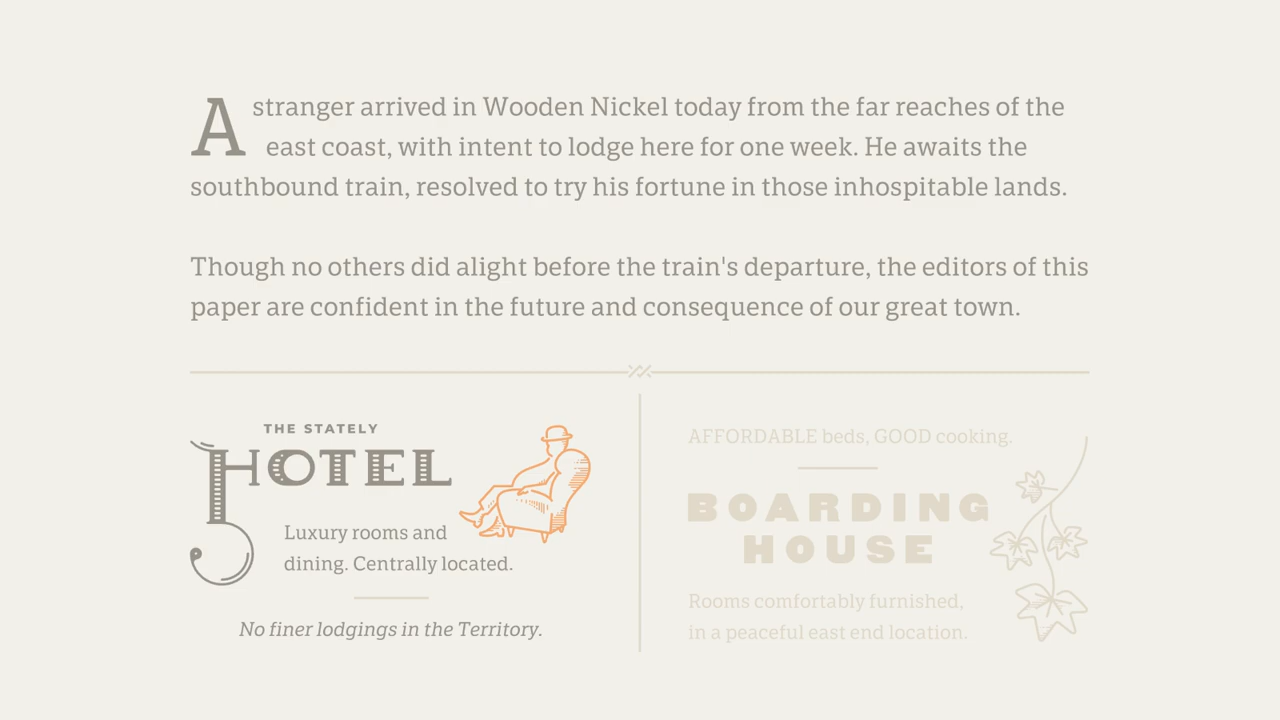 A stranger arrived in Wooden Nickel today from the far reaches of the
east coast, with intent to lodge here for one week. He awaits the
southbound train, resolved to try his fortune in those inhospitable lands.
Though no others did alight before the train's departure, the editors of this
paper are confident in the future and consequence of our great town.
THE STATELY
HOTEL
Luxury rooms and
dining. Centrally located.
No finer lodgings in the Territory.
AFFORDABLE beds, GOOD cooking.
BOARDING
HOUSE
Rooms comfortably furnished,
in a peaceful east end location.